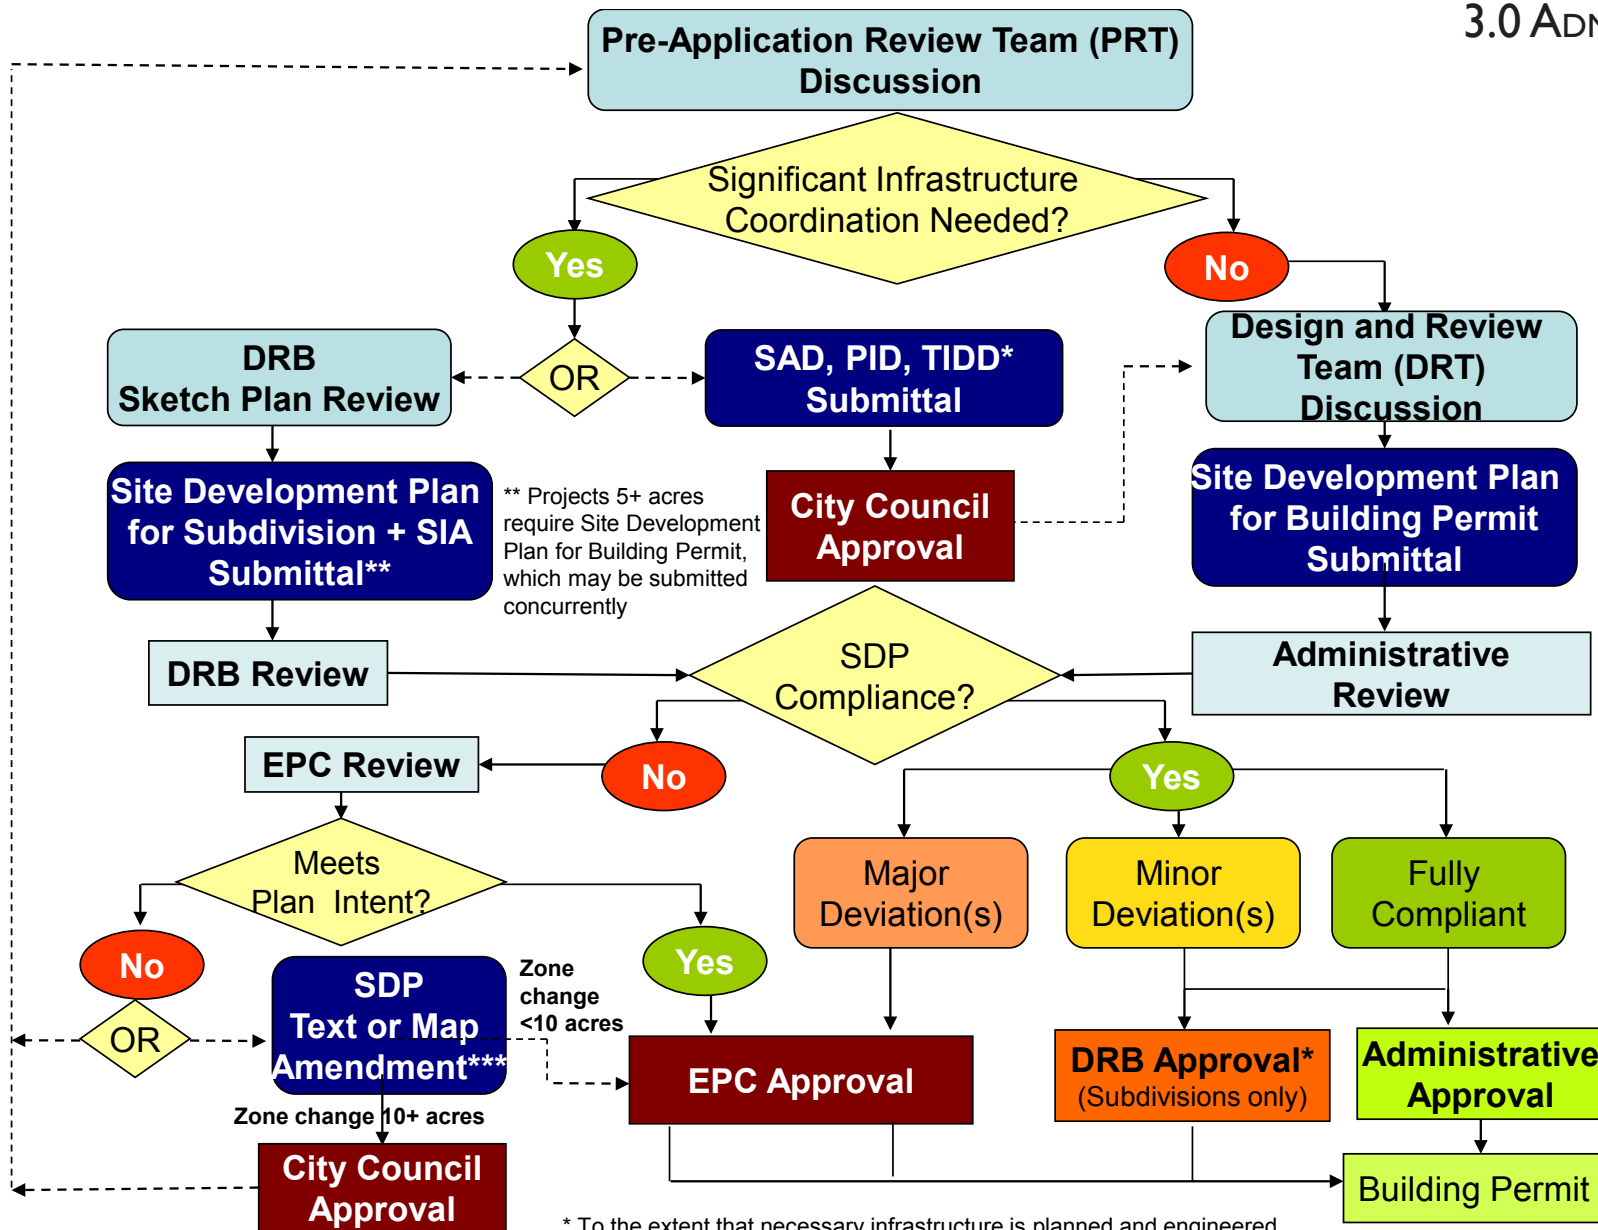 3.0 ADM
Pre-Application Review Team (PRT)
Discussion
Significant Infrastructure
Coordination Needed?
Yes
No
DRB
Sketch Plan Review
OR
SAD, PID, TIDD*
Submittal
Design and Review
Team (DRT)
Discussion
Site Development Plan
for Subdivision + SIA
Submittal**
** Projects 5+ acres
require Site Development
Plan for Building Permit,
which may be submitted
concurrently
City Council
Approval
Site Development Plan
for Building Permit
Submittal
DRB Review
SDP
Compliance?
Administrative
Review
EPC Review
No
Yes
Meets
Plan Intent?
Major
Deviation(s)
Minor
Deviation(s)
Fully
Compliant
No
Yes
OR
SDP
Text or Map
Amendment***
Zone
change
<10 acres
EPC Approval
DRB Approval*
(Subdivisions only)
Administrative
Approval
Zone change 10+ acres
City Council
Approval
Building Permit
* To the extent that necessary infrastructure is planned and engineered